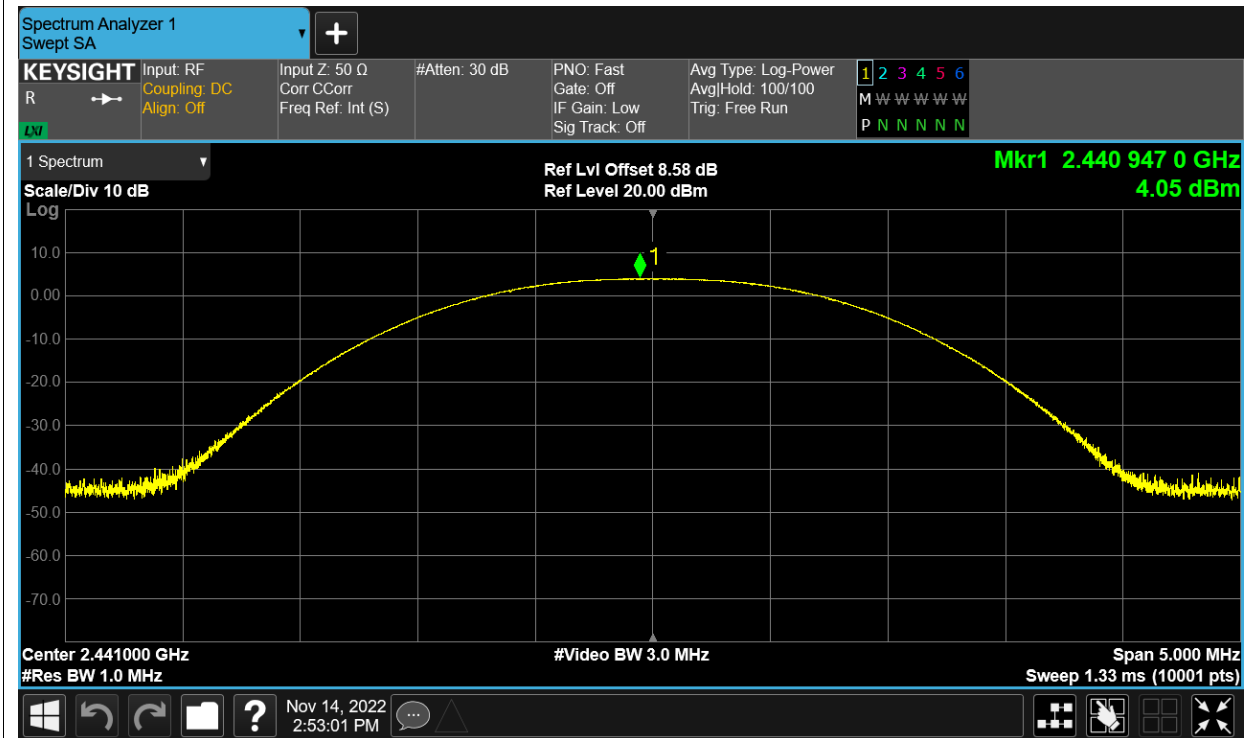 Spectrum Analyzer 1
Swept SA
+
KEYSIGHT
R
LXI
Input: RF
Coupling: DC
Align: Off
Input Z: 50 Ω
Corr CCorr
Freq Ref: Int (S)
#Atten: 30 dB
PNO: Fast
Gate: Off
IF Gain: Low
Sig Track: Off
Avg Type: Log-Power
Avg|Hold: 100/100
Trig: Free Run
1 2 3 4 5 6
M W W W W W
P N N N N N
1 Spectrum
Scale/Div 10 dB
Log
Ref Lvl Offset 8.58 dB
Ref Level 20.00 dBm
Mkr1 2.440 947 0 GHz
4.05 dBm
1
10.0
0.00
-10.0
-20.0
-30.0
-40.0
-50.0
-60.0
-70.0
Center 2.441000 GHz
#Res BW 1.0 MHz
#Video BW 3.0 MHz
Span 5.000 MHz
Sweep 1.33 ms (10001 pts)
?
Nov 14, 2022
2:53:01 PM